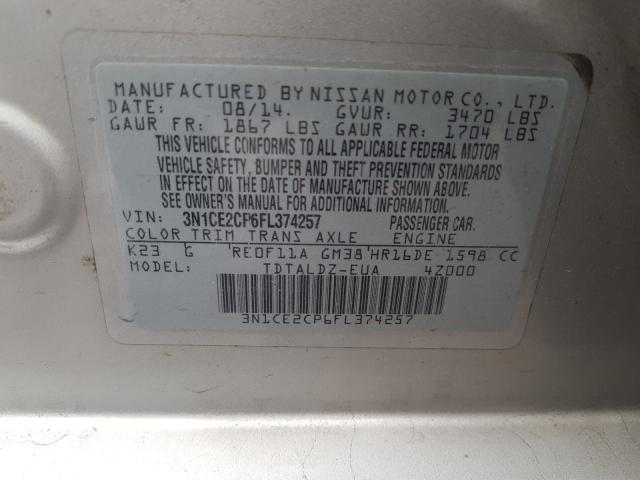 MANUFACTURED BY NISSAN MOTOR CO., LTD.
DATE: 08/14. GVWR: 3470 LBS
GAWR FR: 1867 LBS GAWR RR: 1704 LBS
THIS VEHICLE CONFORMS TO ALL APPLICABLE FEDERAL MOTOR
VEHICLE SAFETY, BUMPER AND THEFT PREVENTION STANDARDS
IN EFFECT ON THE DATE OF MANUFACTURE SHOWN ABOVE.
SEE OWNER'S MANUAL FOR ADDITIONAL INFORMATION.
VIN: 3N1CE2CP6FL374257 PASSENGER CAR.
COLOR TRIM TRANS AXLE ENGINE
K23 G RE0F11A GM38 HR16DE 1598 CC
MODEL: TDTALDZ-EUA 4Z000
3N1CE2CP6FL374257